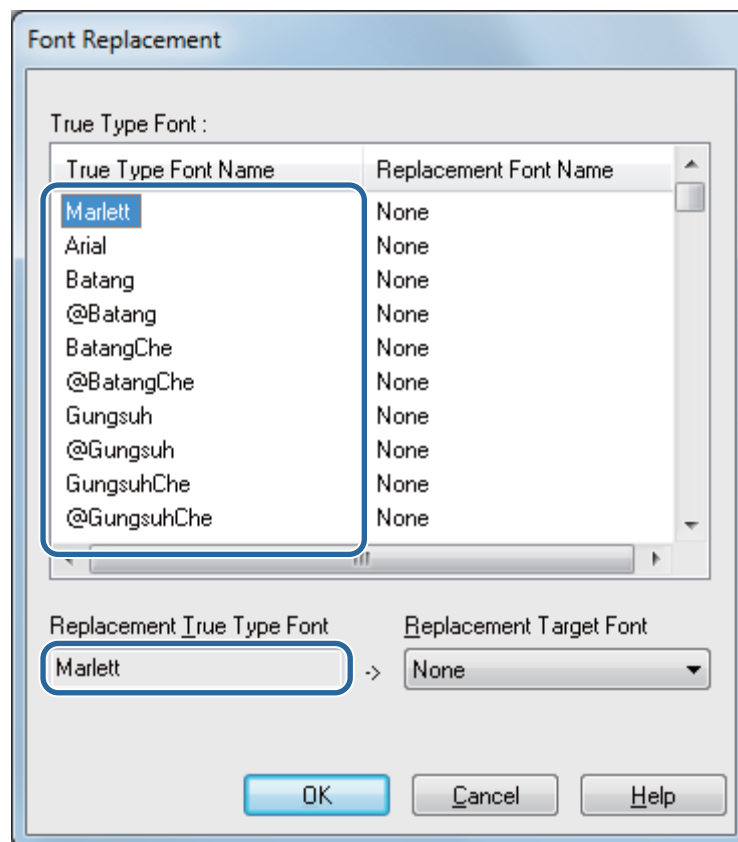 Font Replacement
True Type Font :
True Type Font Name Replacement Font Name
Marlett None
Arial None
Batang None
@Batang None
BatangChe None
@BatangChe None
Gungsuh None
@Gungsuh None
GungsuhChe None
@GungsuhChe None
Replacement True Type Font Replacement Target Font
Marlett -> None
OK Cancel Help